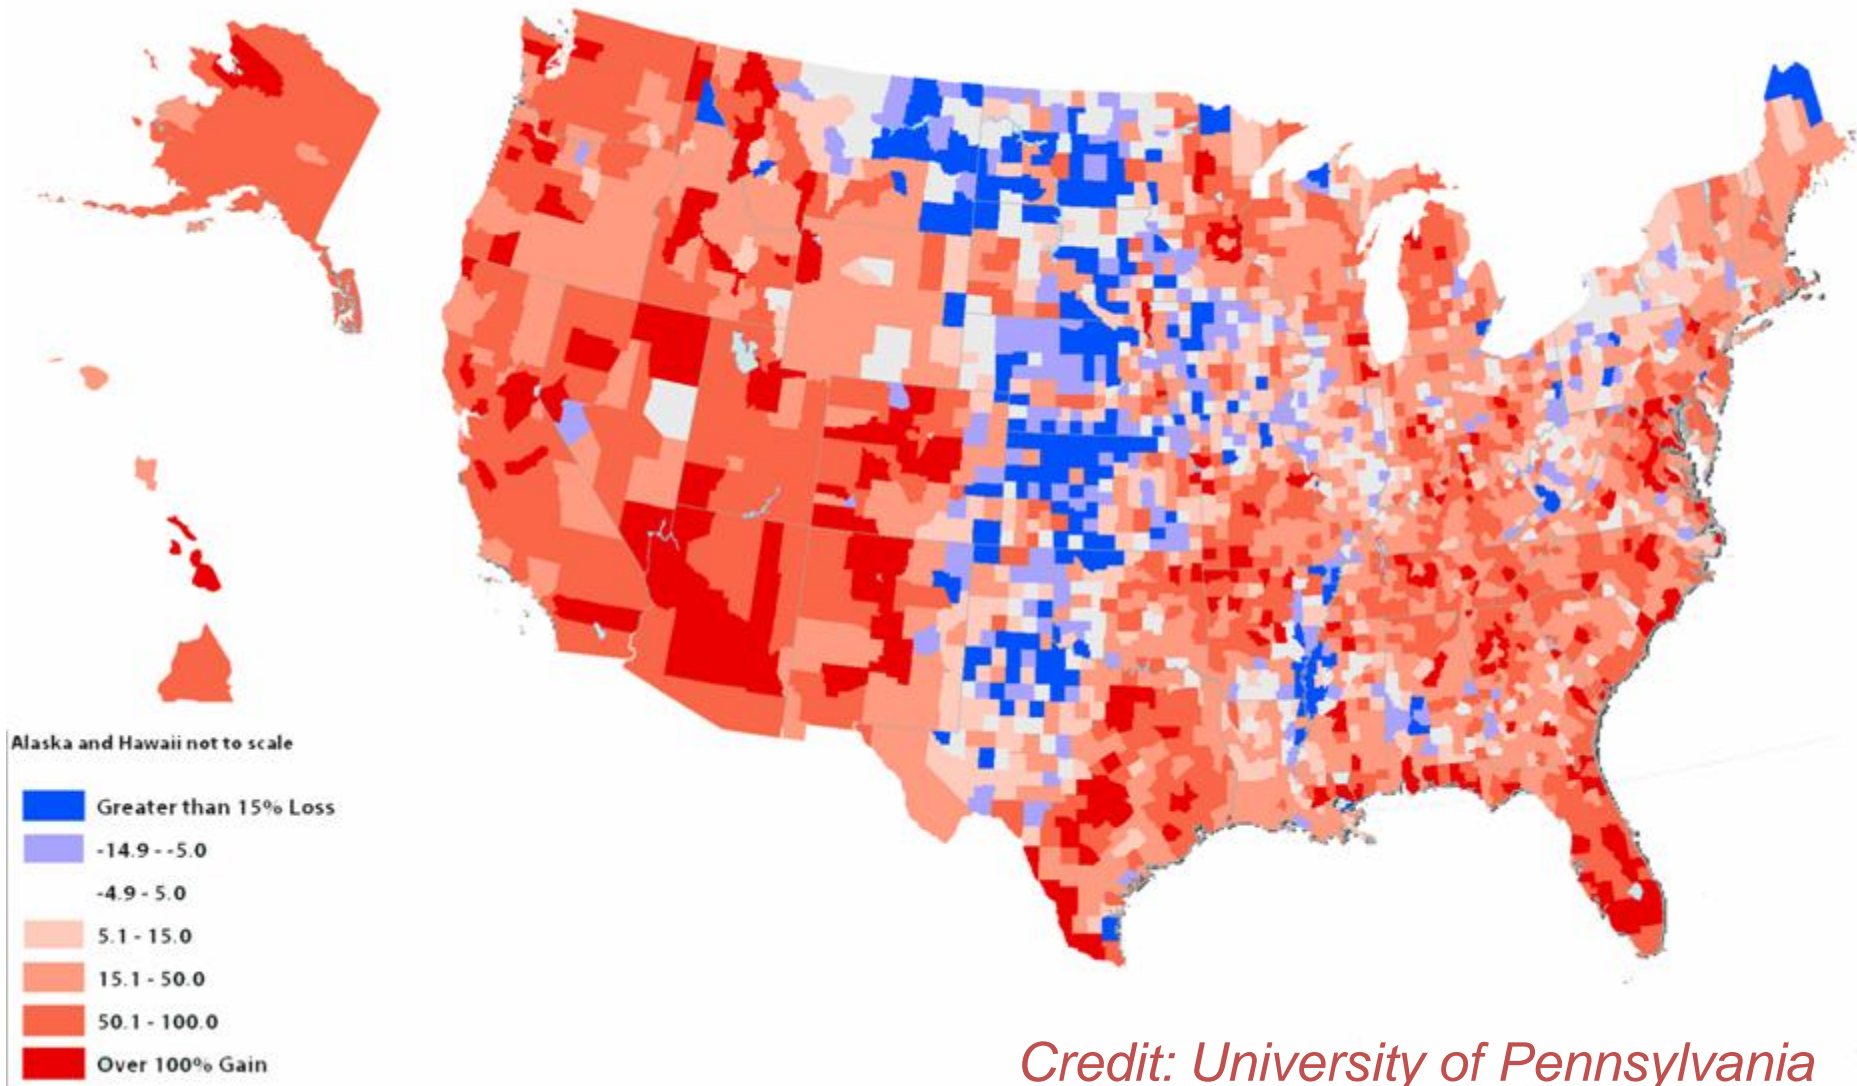 Alaska and Hawaii not to scale
Greater than 15% Loss
-14.9 - -5.0
-4.9 - 5.0
5.1 - 15.0
15.1 - 50.0
50.1 - 100.0
Over 100% Gain
Credit: University of Pennsylvania